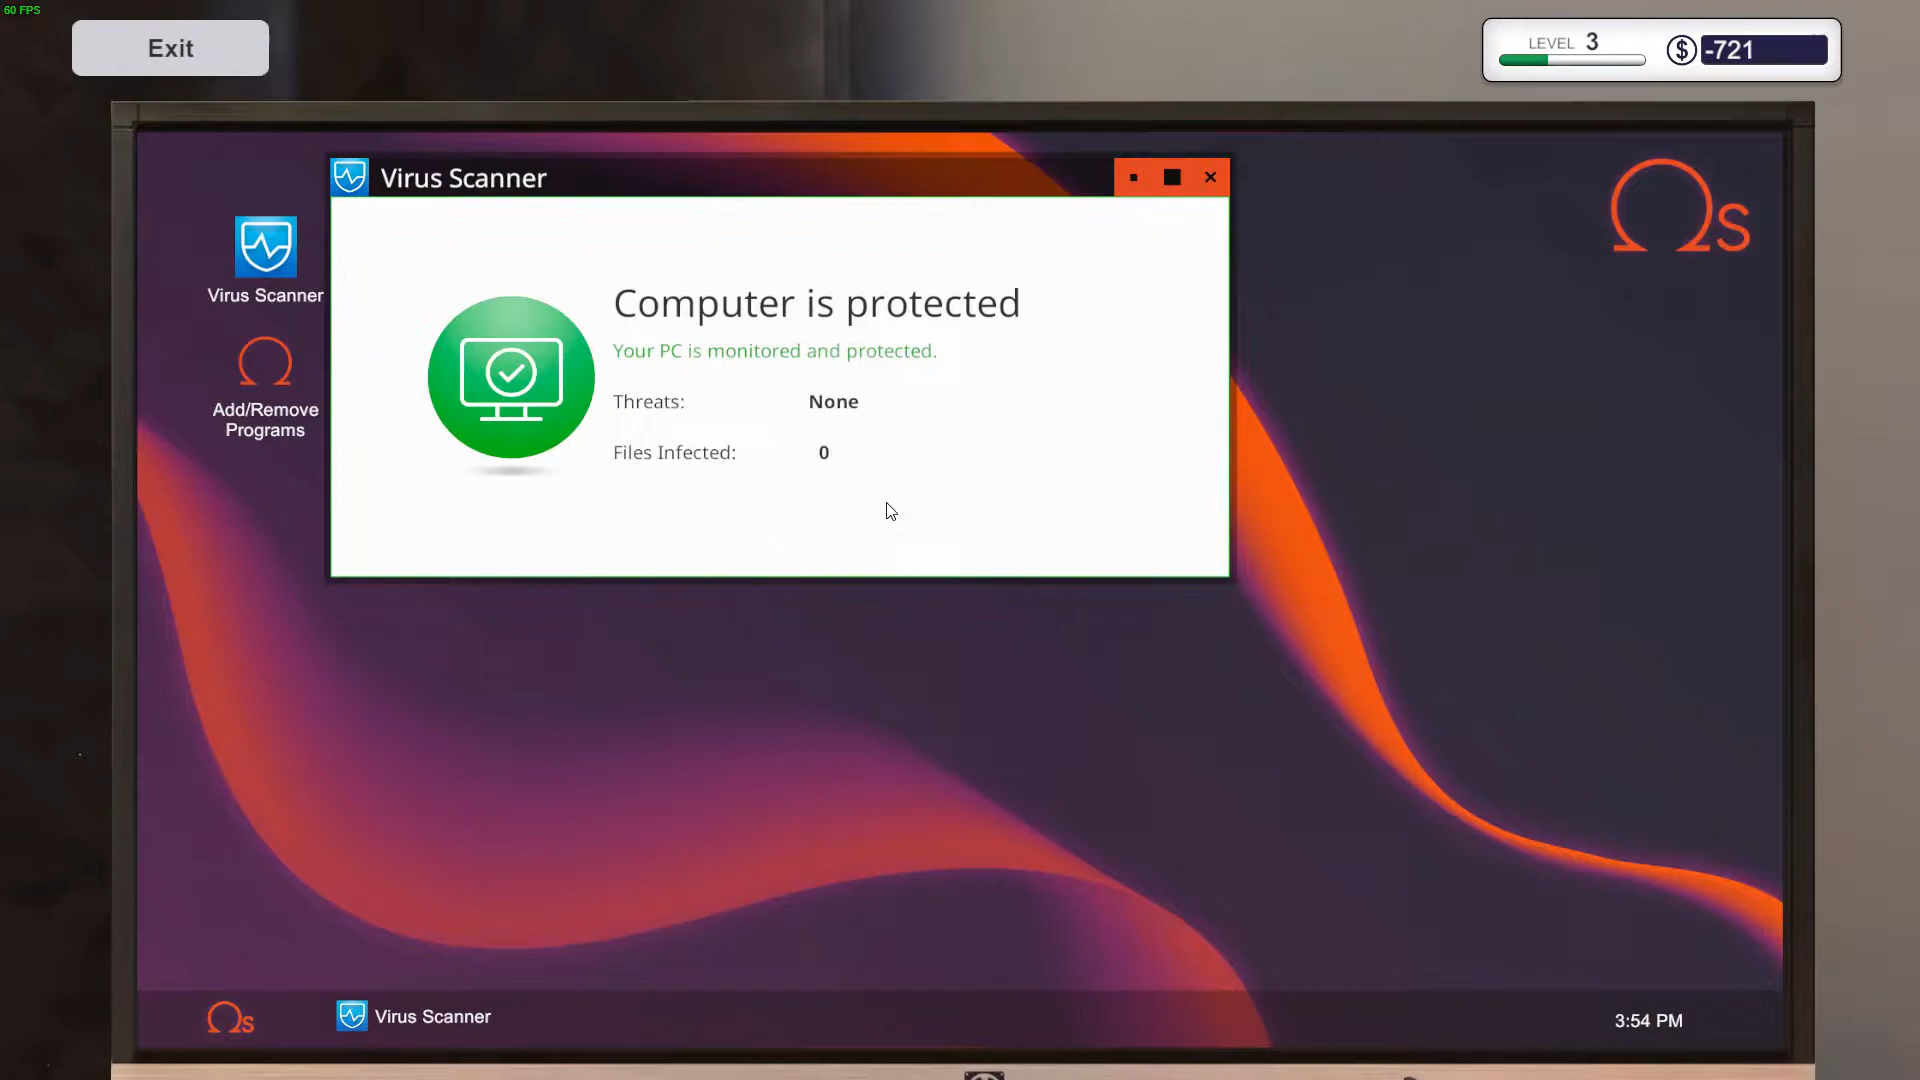 60 FPS
Exit
LEVEL 3
$ -721
Virus Scanner
Ωs
Virus Scanner
Add/Remove
Programs
Computer is protected
Your PC is monitored and protected.
Threats: None
Files Infected: 0
Ωs
Virus Scanner
3:54 PM